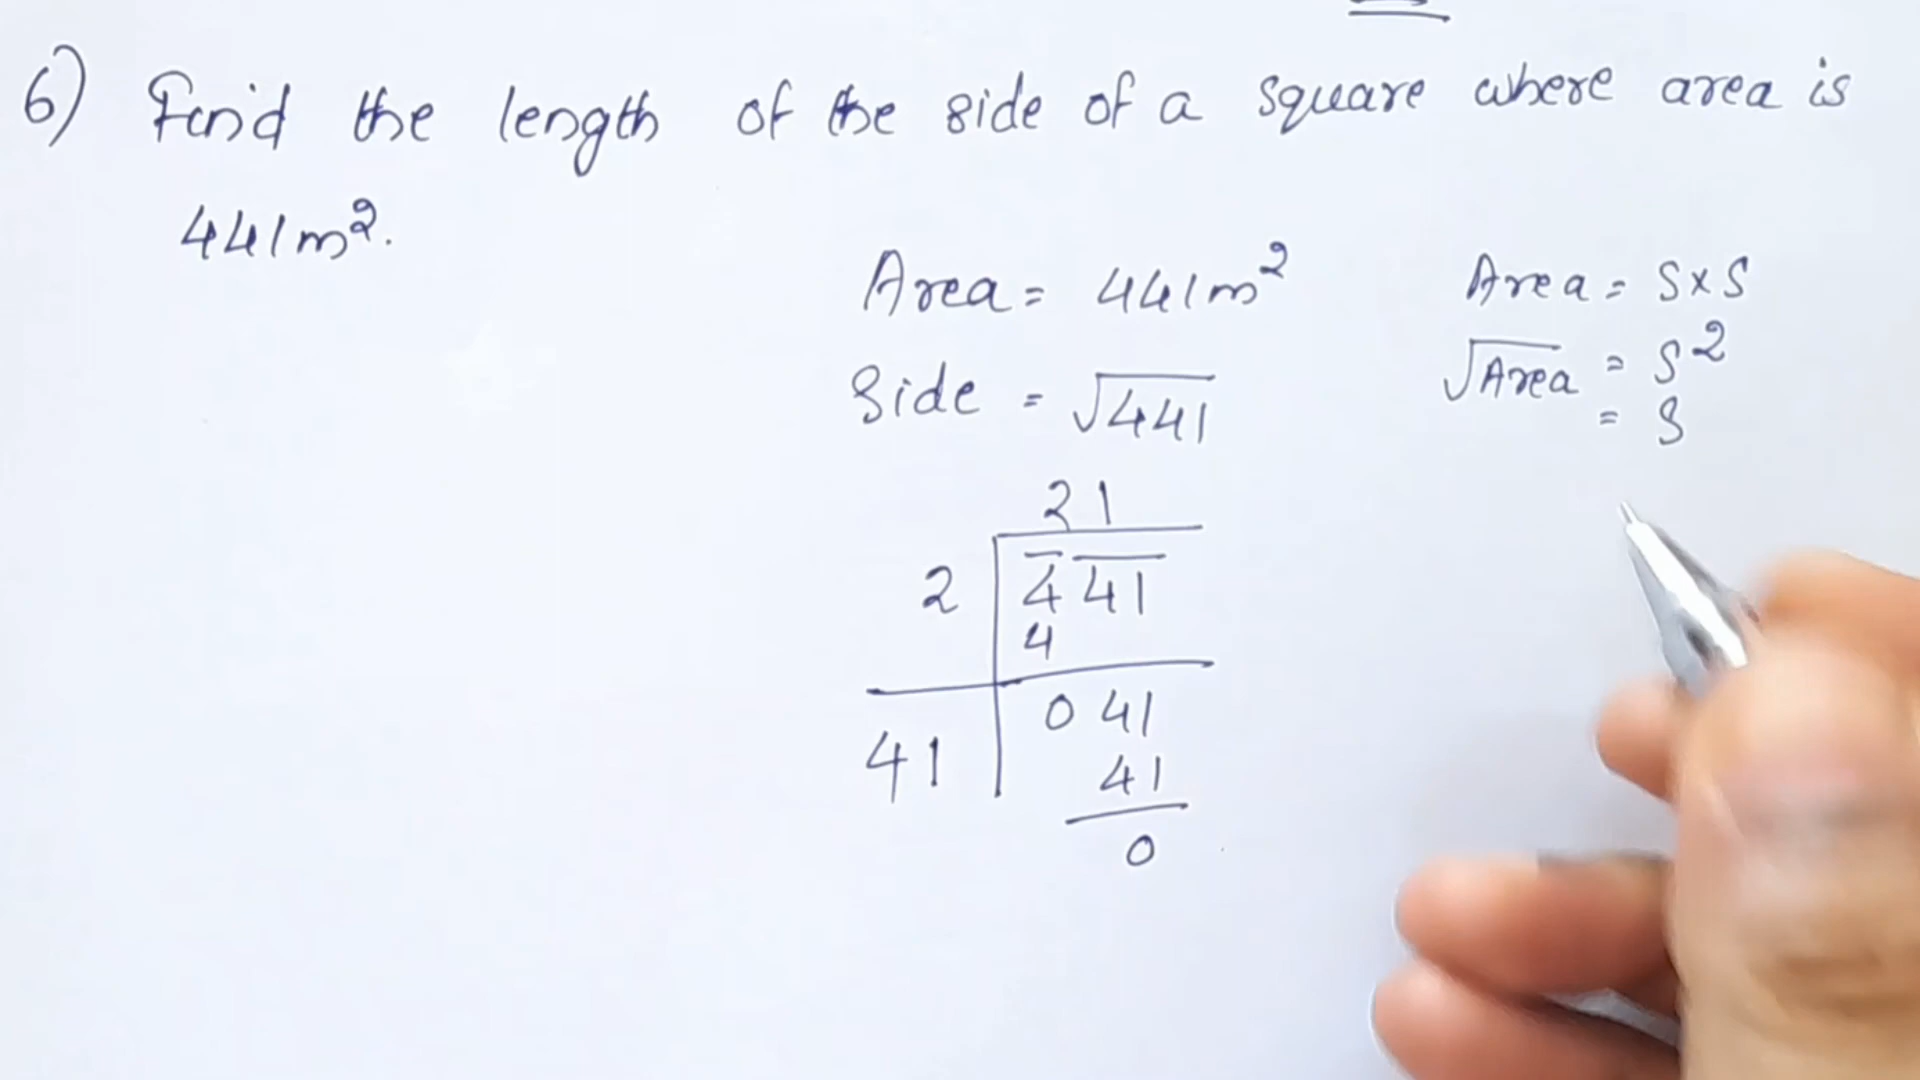 6) Find the length of the side of a square where area is
441m².
Area = 441m²
Side = √441
21
2 4 41
4
0 41
41 41
0
Area = S×S
√Area = S²
= S